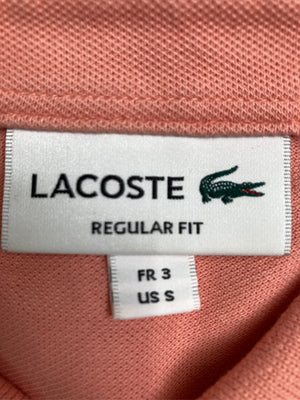 LACOSTE
REGULAR FIT
FR 3
US S